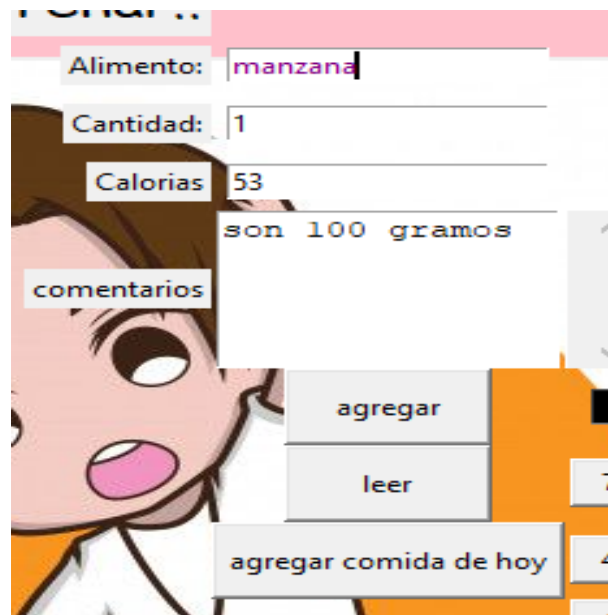 Alimento: manzana
Cantidad: 1
Calorias 53
son 100 gramos
comentarios
agregar
leer
agregar comida de hoy